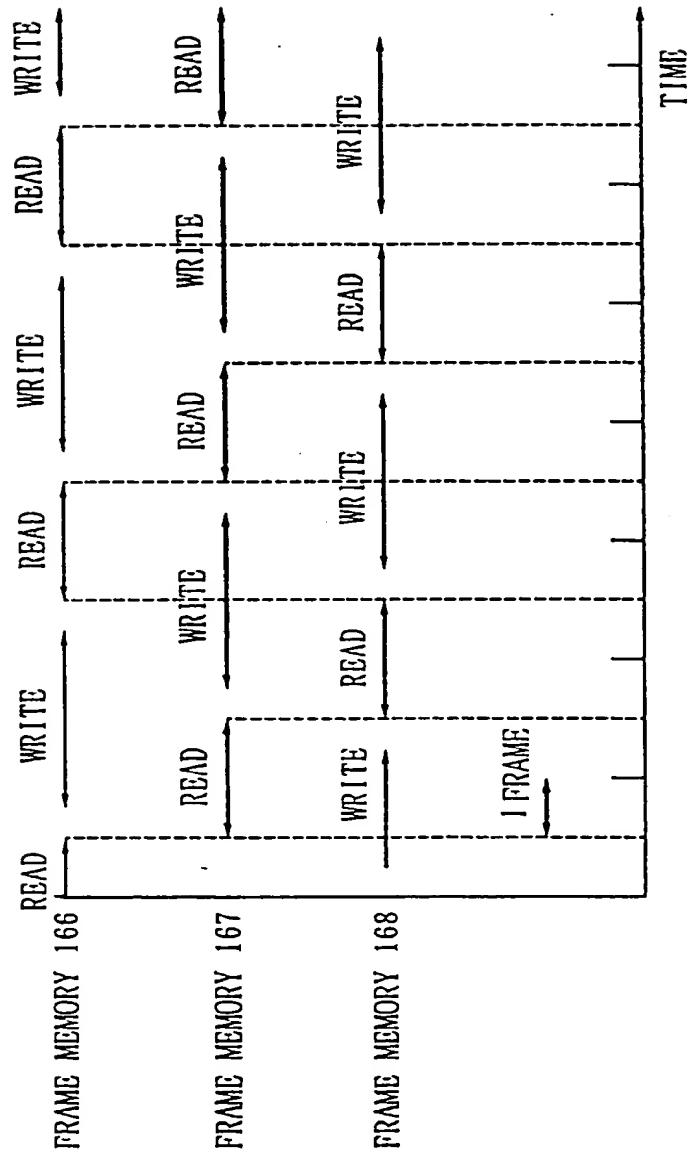 FRAME MEMORY 166 READ WRITE READ WRITE READ WRITE
FRAME MEMORY 167 READ WRITE READ WRITE READ
FRAME MEMORY 168 WRITE READ WRITE READ WRITE
1 FRAME
TIME